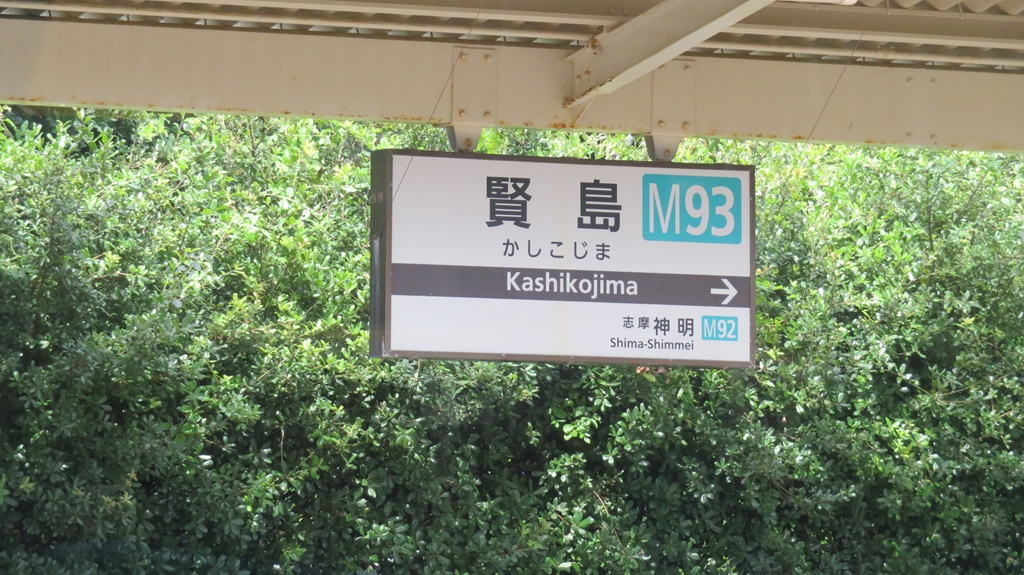 賢島 M93
かしこじま
Kashikojima →
志摩神明 M92
Shima-Shimmei